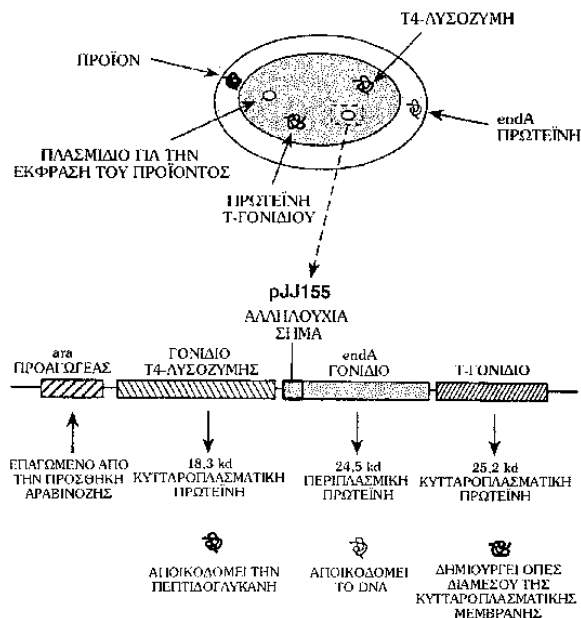 T4-ΛΥΣΟΖΥΜΗ
ΠΡΟΪΟΝ
endA
ΠΡΩΤΕΪΝΗ
ΠΛΑΣΜΙΔΙΟ ΓΙΑ ΤΗΝ
ΕΚΦΡΑΣΗ ΤΟΥ ΠΡΟΪΟΝΤΟΣ
ΠΡΩΤΕΪΝΗ
Τ-ΓΟΝΙΔΙΟΥ
pJJ155
ΑΛΛΗΛΟΥΧΙΑ
ΣΗΜΑ
ara
ΠΡΟΑΓΩΓΕΑΣ
ΓΟΝΙΔΙΟ
Τ4-ΛΥΣΟΖΥΜΗΣ
endA
ΓΟΝΙΔΙΟ
Τ-ΓΟΝΙΔΙΟ
ΕΠΑΓΩΜΕΝΟ ΑΠΟ
ΤΗΝ ΠΡΟΣΘΗΚΗ
ΑΡΑΒΙΝΟΖΗΣ
18,3 kd
ΚΥΤΤΑΡΟΠΛΑΣΜΑΤΙΚΗ
ΠΡΩΤΕΪΝΗ
24,5 kd
ΠΕΡΙΠΛΑΣΜΙΚΗ
ΠΡΩΤΕΪΝΗ
25,2 kd
ΚΥΤΤΑΡΟΠΛΑΣΜΑΤΙΚΗ
ΠΡΩΤΕΪΝΗ
ΑΠΟΙΚΟΔΟΜΕΙ ΤΗΝ
ΠΕΠΤΙΔΟΓΛΥΚΑΝΗ
ΑΠΟΙΚΟΔΟΜΕΙ
ΤΟ DNA
ΔΗΜΙΟΥΡΓΕΙ ΟΠΕΣ
ΔΙΑΜΕΣΟΥ ΤΗΣ
ΚΥΤΤΑΡΟΠΛΑΣΜΑΤΙΚΗΣ
ΜΕΜΒΡΑΝΗΣ